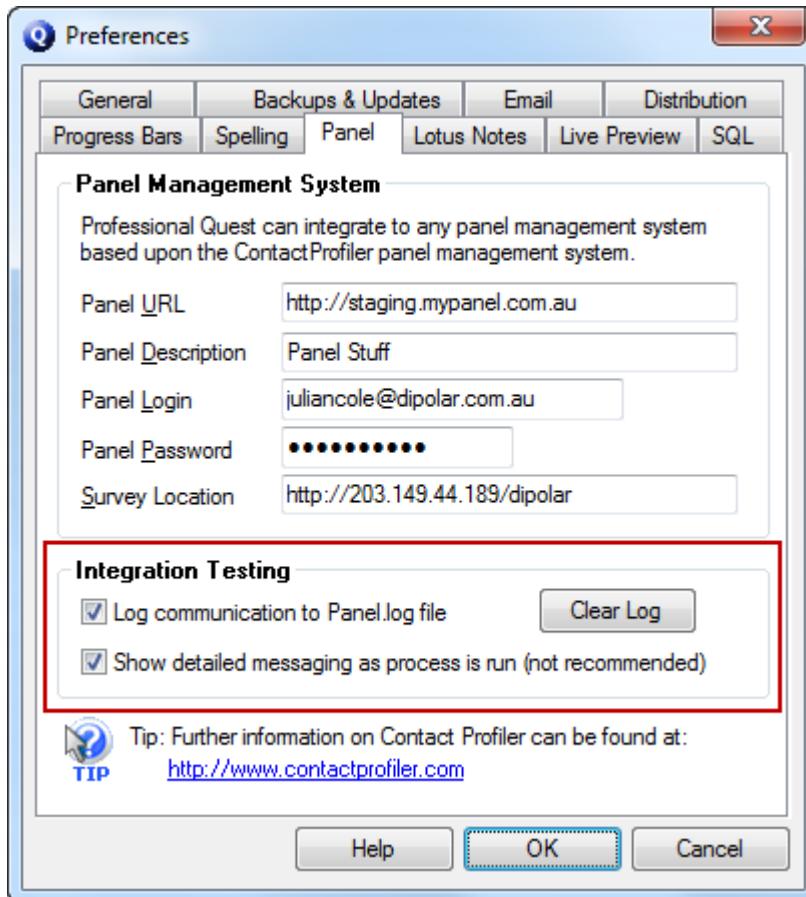 Preferences
General
Backups & Updates
Email
Distribution
Progress Bars
Spelling
Panel
Lotus Notes
Live Preview
SQL
Panel Management System
Professional Quest can integrate to any panel management system
based upon the ContactProfiler panel management system.
Panel URL
http://staging.mypanel.com.au
Panel Description
Panel Stuff
Panel Login
juliancole@dipolar.com.au
Panel Password
●●●●●●●●●●
Survey Location
http://203.149.44.189/dipolar
Integration Testing
Log communication to Panel.log file
Clear Log
Show detailed messaging as process is run (not recommended)
Tip: Further information on Contact Profiler can be found at:
TIP
http://www.contactprofiler.com
Help
OK
Cancel